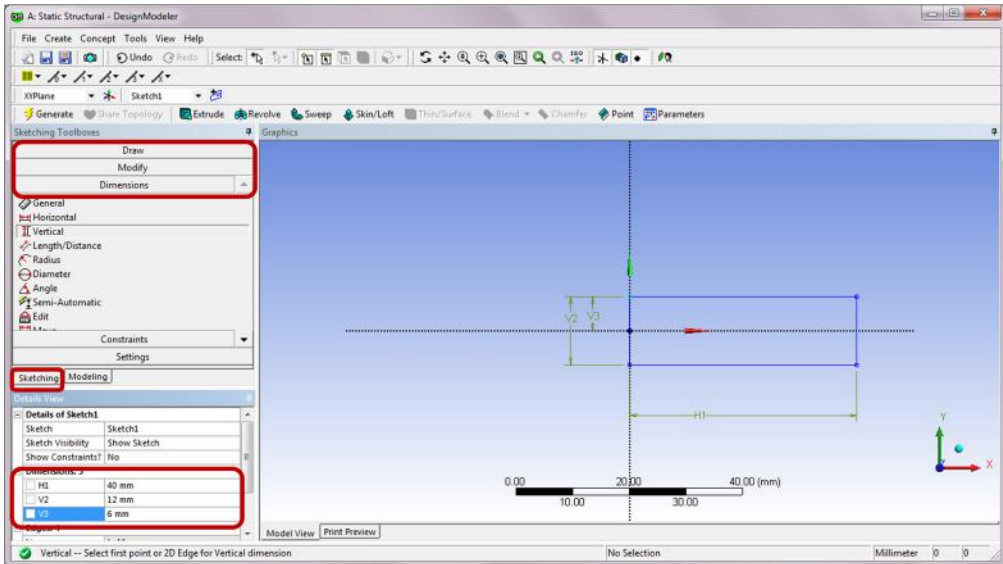 A: Static Structural - DesignModeler
File Create Concept Tools View Help
Undo Redo Select:
XYPlane Sketch1
Generate Share Topology Extrude Revolve Sweep Skin/Loft Thin/Surface Blend Chamfer Point Parameters
Sketching Toolboxes
Draw
Modify
Dimensions
General
Horizontal
Vertical
Length/Distance
Radius
Diameter
Angle
Semi-Automatic
Edit
Constraints
Settings
Sketching Modeling
Details View
Details of Sketch1
Sketch Sketch1
Sketch Visibility Show Sketch
Show Constraints? No
Dimensions: 3
H1 40 mm
V2 12 mm
V3 6 mm
Graphics
V2 V3
H1
Y
X
0.00 20.00 40.00 (mm)
10.00 30.00
Model View Print Preview
Vertical -- Select first point or 2D Edge for Vertical dimension No Selection Millimeter 0 0